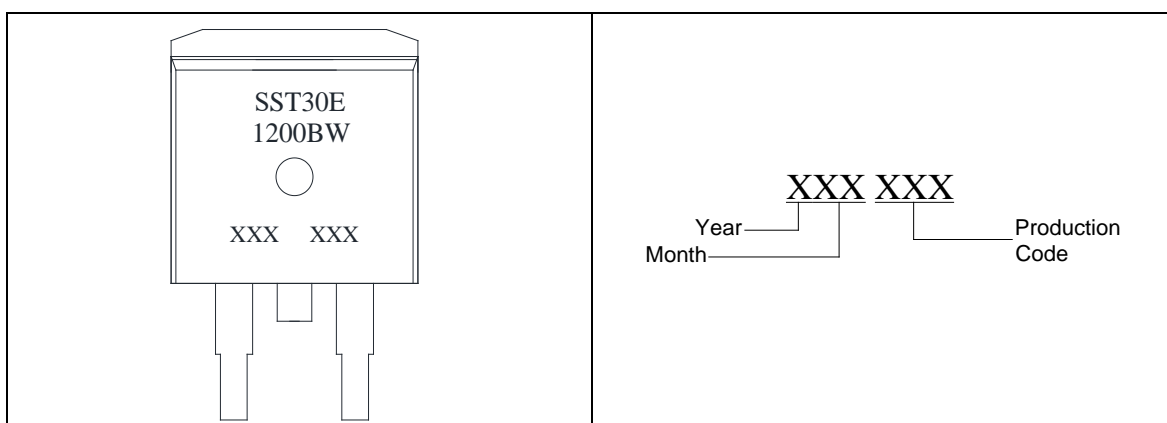 SST30E
1200BW
XXX XXX
XXX XXX
Year
Month
Production
Code